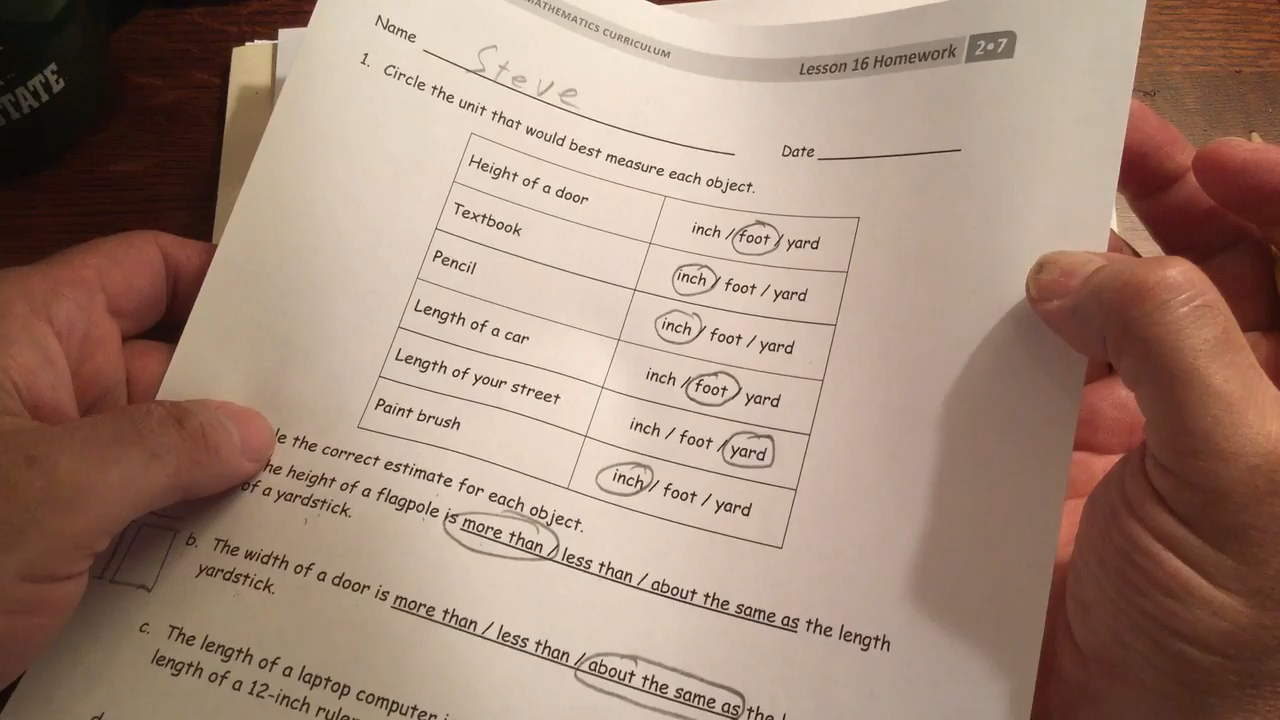 STATE
MATHEMATICS CURRICULUM
Lesson 16 Homework 2•7
Name Steve
Date
1. Circle the unit that would best measure each object.
Height of a door inch / foot / yard
Textbook inch / foot / yard
Pencil inch / foot / yard
Length of a car inch / foot / yard
Length of your street inch / foot / yard
Paint brush inch / foot / yard
the correct estimate for each object.
height of a flagpole is more than / less than / about the same as the length
of a yardstick.
b. The width of a door is more than / less than / about the same as the
yardstick.
c. The length of a laptop computer
length of a 12-inch ruler
d.